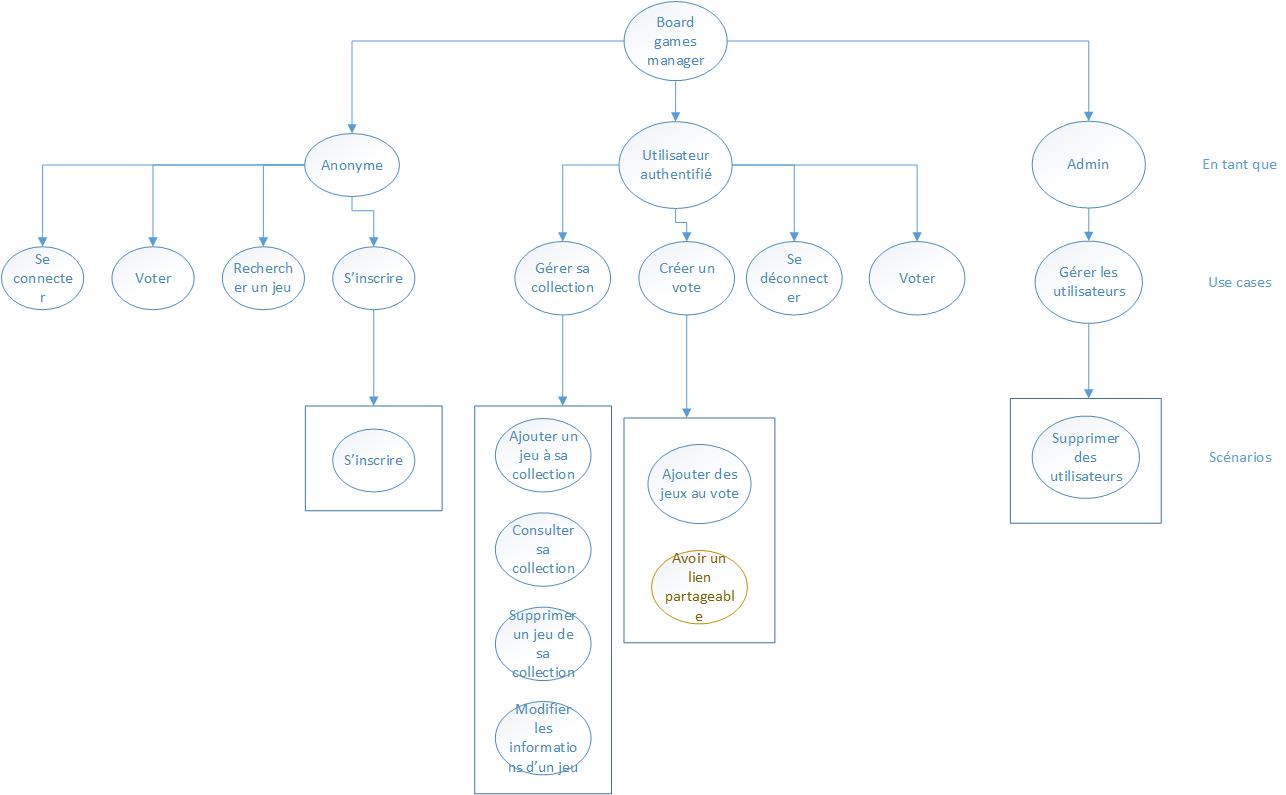 Board
games
manager
Anonyme
Utilisateur
authentifié
Admin
En tant que
Se
connecte
r
Voter
Recherch
er un jeu
S’inscrire
Gérer sa
collection
Créer un
vote
Se
déconnect
er
Voter
Gérer les
utilisateurs
Use cases
S’inscrire
Ajouter un
jeu à sa
collection
Consulter
sa
collection
Supprimer
un jeu de
sa
collection
Modifier
les
informatio
ns d’un jeu
Ajouter des
jeux au vote
Avoir un
lien
partageabl
e
Supprimer
des
utilisateurs
Scénarios